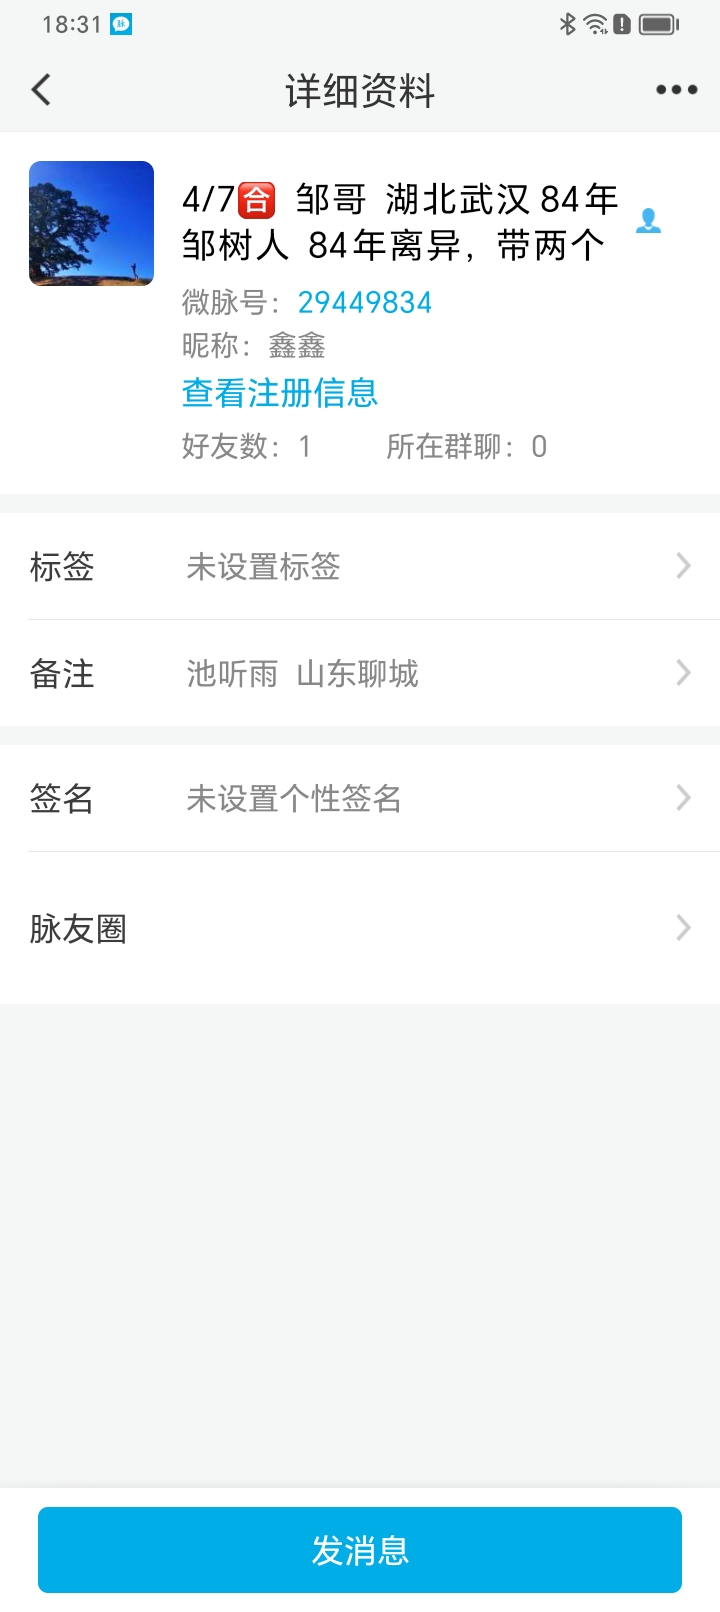 18:31
详细资料
4/7🈴 邹哥 湖北武汉 84年
邹树人 84年离异，带两个
微脉号：29449834
昵称：鑫鑫
查看注册信息
好友数：1 所在群聊：0
标签 未设置标签
备注 池听雨 山东聊城
签名 未设置个性签名
脉友圈
发消息